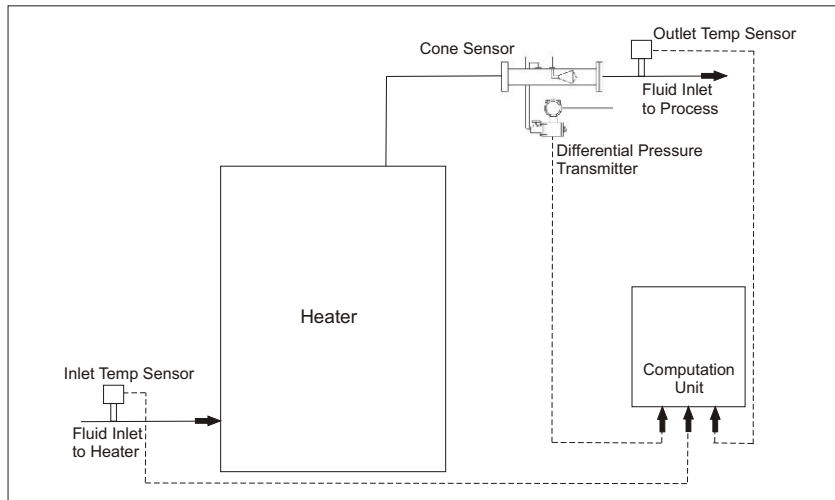 Outlet Temp Sensor
Cone Sensor
Fluid Inlet
to Process
Differential Pressure
Transmitter
Heater
Inlet Temp Sensor
Computation
Unit
Fluid Inlet
to Heater